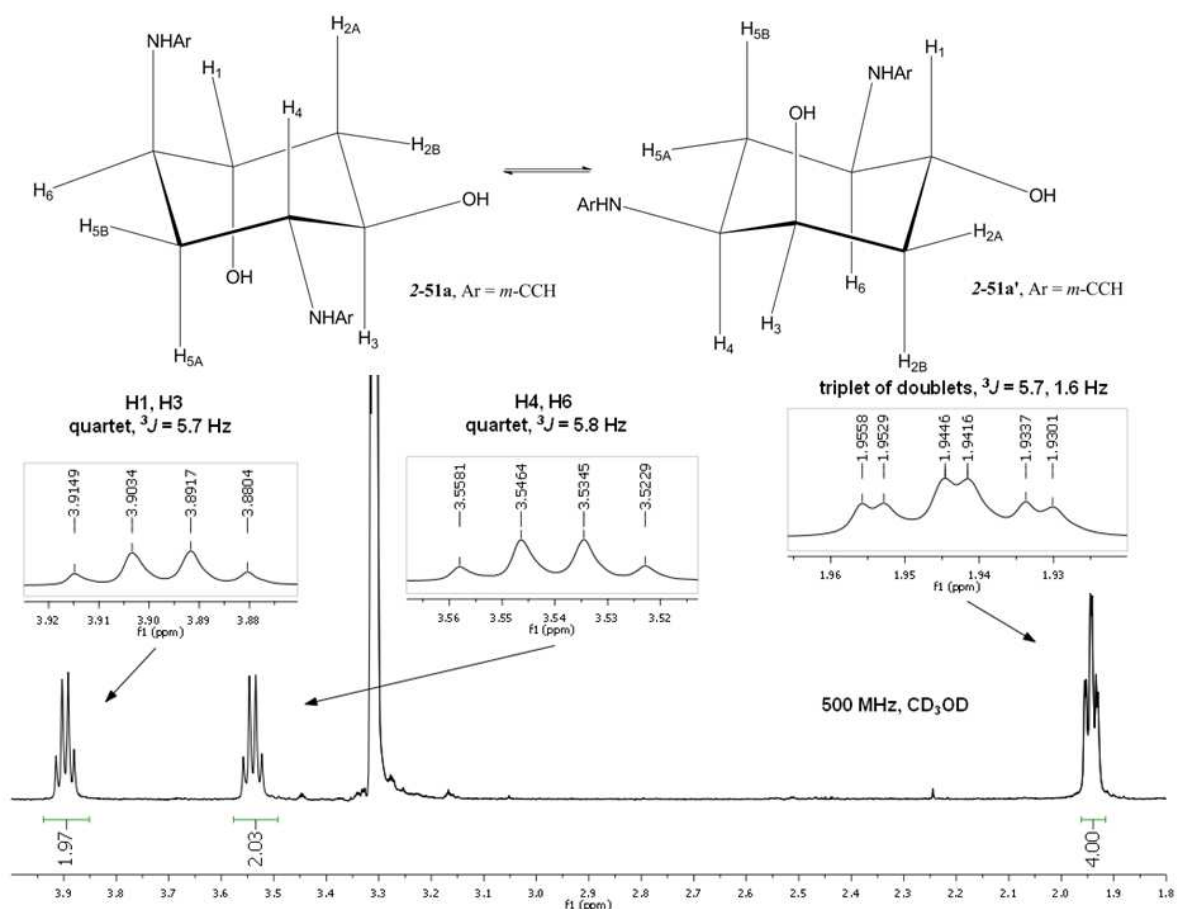 NHAr
H1
H2A
H4
H2B
H6
H5B
OH
OH
H5A
NHAr
H3
2-51a, Ar = m-CCH
H5B
H1
NHAr
OH
H5A
OH
ArHN
H2A
H6
H3
H4
H2B
2-51a', Ar = m-CCH
H1, H3
quartet, ³J = 5.7 Hz
3.9149
3.9034
3.8917
3.8804
3.92 3.91 3.90 3.89 3.88
f1 (ppm)
H4, H6
quartet, ³J = 5.8 Hz
3.5581
3.5464
3.5345
3.5229
3.56 3.55 3.54 3.53 3.52
f1 (ppm)
triplet of doublets, ³J = 5.7, 1.6 Hz
1.9558
1.9529
1.9446
1.9416
1.9337
1.9301
1.96 1.95 1.94 1.93
f1 (ppm)
500 MHz, CD₃OD
1.97
2.03
4.00
3.9 3.8 3.7 3.6 3.5 3.4 3.3 3.2 3.1 3.0 2.9 2.8 2.7 2.6 2.5 2.4 2.3 2.2 2.1 2.0 1.9 1.8
f1 (ppm)